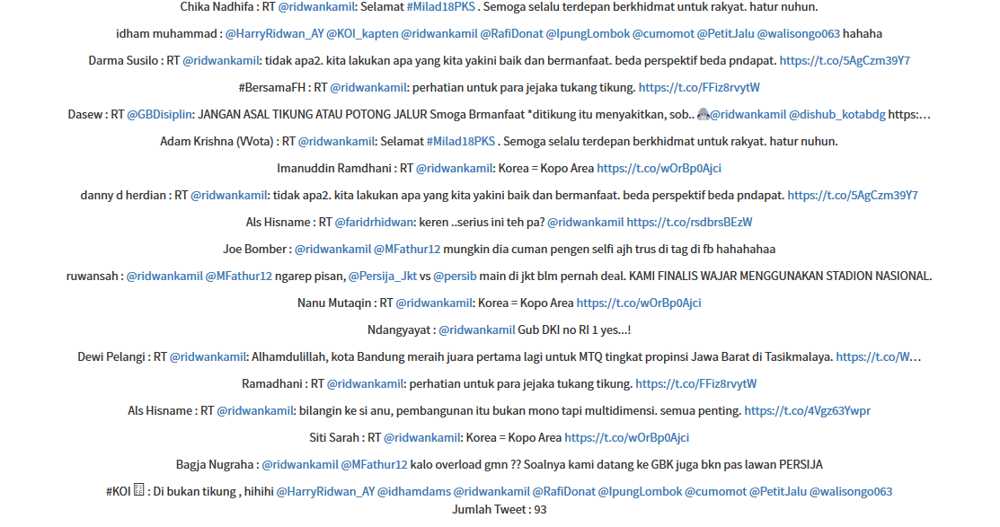 Chika Nadhifa : RT @ridwankamil: Selamat #Milad18PKS . Semoga selalu terdepan berkhidmat untuk rakyat. hatur nuhun.
idham muhammad : @HarryRidwan_AY @KOI_kapten @ridwankamil @RafiDonat @IpungLombok @cumomot @PetitJalu @walisongo063 hahaha
Darma Susilo : RT @ridwankamil: tidak apa2. kita lakukan apa yang kita yakini baik dan bermanfaat. beda perspektif beda pndapat. https://t.co/5AgCzm39Y7
#BersamaFH : RT @ridwankamil: perhatian untuk para jejaka tukang tikung. https://t.co/FFiz8rvytW
Dasew : RT @GBDisiplin: JANGAN ASAL TIKUNG ATAU POTONG JALUR Smoga Brmanfaat *ditikung itu menyakitkan, sob.. @ridwankamil @dishub_kotabdg https:…
Adam Krishna (VVota) : RT @ridwankamil: Selamat #Milad18PKS . Semoga selalu terdepan berkhidmat untuk rakyat. hatur nuhun.
Imanuddin Ramdhani : RT @ridwankamil: Korea = Kopo Area https://t.co/wOrBp0Ajci
danny d herdian : RT @ridwankamil: tidak apa2. kita lakukan apa yang kita yakini baik dan bermanfaat. beda perspektif beda pndapat. https://t.co/5AgCzm39Y7
Als Hisname : RT @faridrhidwan: keren ..serius ini teh pa? @ridwankamil https://t.co/rsdbrsBEzW
Joe Bomber : @ridwankamil @MFathur12 mungkin dia cuman pengen selfi ajh trus di tag di fb hahahahaa
ruwansah : @ridwankamil @MFathur12 ngarep pisan, @Persija_Jkt vs @persib main di jkt blm pernah deal. KAMI FINALIS WAJAR MENGGUNAKAN STADION NASIONAL.
Nanu Mutaqin : RT @ridwankamil: Korea = Kopo Area https://t.co/wOrBp0Ajci
Ndangyayat : @ridwankamil Gub DKI no RI 1 yes...!
Dewi Pelangi : RT @ridwankamil: Alhamdulillah, kota Bandung meraih juara pertama lagi untuk MTQ tingkat propinsi Jawa Barat di Tasikmalaya. https://t.co/W…
Ramadhani : RT @ridwankamil: perhatian untuk para jejaka tukang tikung. https://t.co/FFiz8rvytW
Als Hisname : RT @ridwankamil: bilangin ke si anu, pembangunan itu bukan mono tapi multidimensi. semua penting. https://t.co/4Vgz63Ywpr
Siti Sarah : RT @ridwankamil: Korea = Kopo Area https://t.co/wOrBp0Ajci
Bagja Nugraha : @ridwankamil @MFathur12 kalo overload gmn ?? Soalnya kami datang ke GBK juga bkn pas lawan PERSIJA
#KOI : Di bukan tikung , hihihi @HarryRidwan_AY @idhamdams @ridwankamil @RafiDonat @IpungLombok @cumomot @PetitJalu @walisongo063
Jumlah Tweet : 93